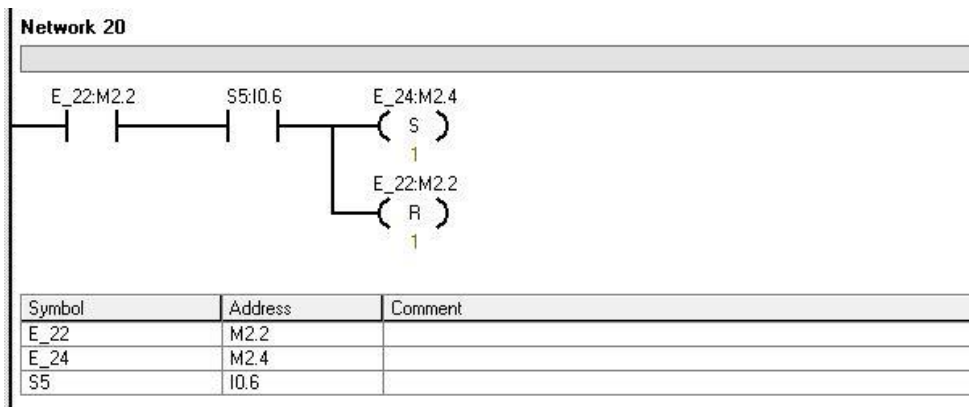 Network 20
E_22:M2.2 S5:I0.6 E_24:M2.4
S
1
E_22:M2.2
R
1
Symbol Address Comment
E_22 M2.2
E_24 M2.4
S5 I0.6